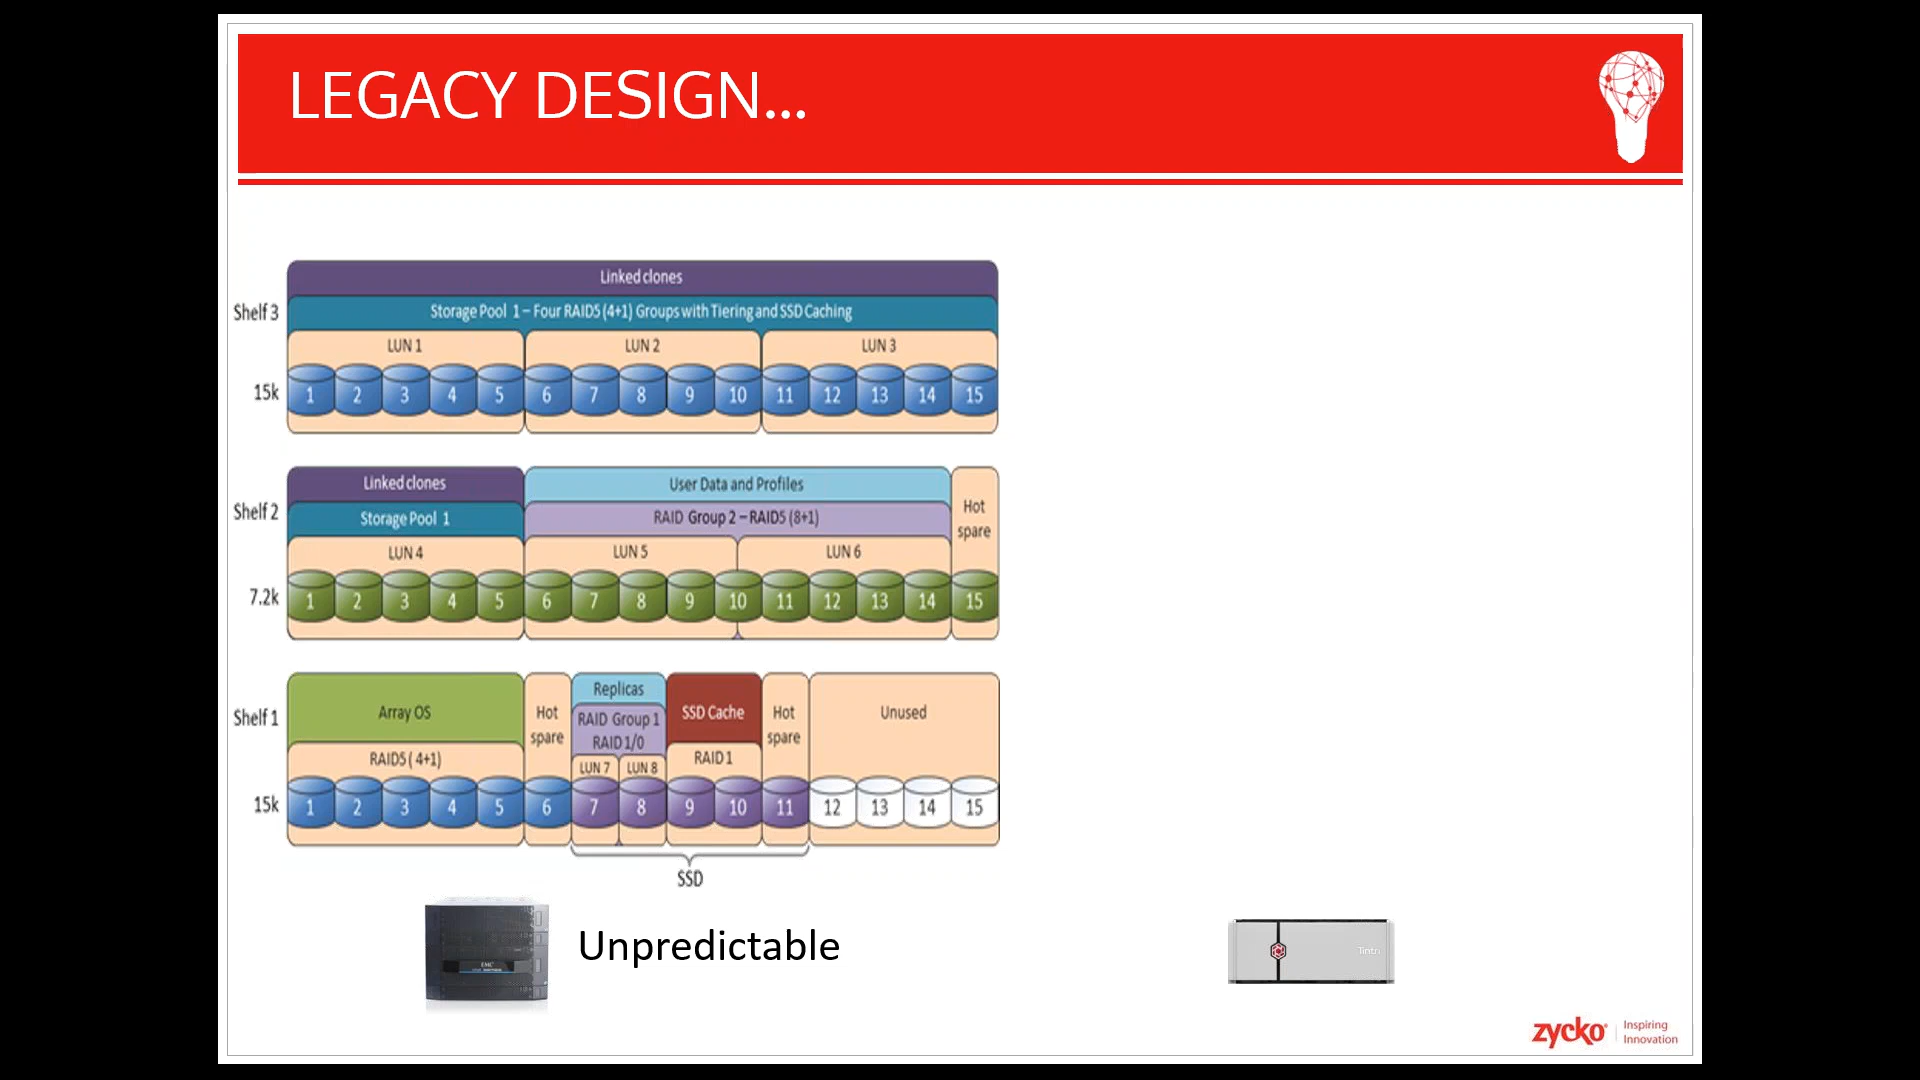 LEGACY DESIGN...
Linked clones
Shelf 3
Storage Pool 1 – Four RAID5 (4+1) Groups with Tiering and SSD Caching
LUN 1 LUN 2 LUN 3
15k
1 2 3 4 5 6 7 8 9 10 11 12 13 14 15
Linked clones
User Data and Profiles
Hot
spare
Shelf 2
Storage Pool 1
RAID Group 2 – RAID5 (8+1)
LUN 4 LUN 5 LUN 6
7.2k
1 2 3 4 5 6 7 8 9 10 11 12 13 14 15
Shelf 1
Array OS
RAID5 ( 4+1)
Hot
spare
Replicas
RAID Group 1
RAID 1/0
LUN 7 LUN 8
SSD Cache
RAID 1
Hot
spare
Unused
15k
1 2 3 4 5 6 7 8 9 10 11 12 13 14 15
SSD
EMC
Unpredictable
Tintri
zycko
Inspiring
Innovation